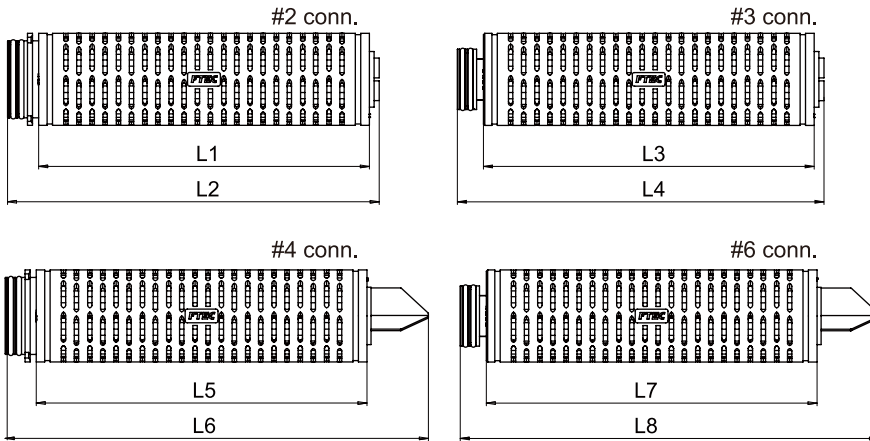 #2 conn.
#3 conn.
FTEC
FTEC
L1
L3
L2
L4
#4 conn.
#6 conn.
FTEC
FTEC
L5
L7
L6
L8